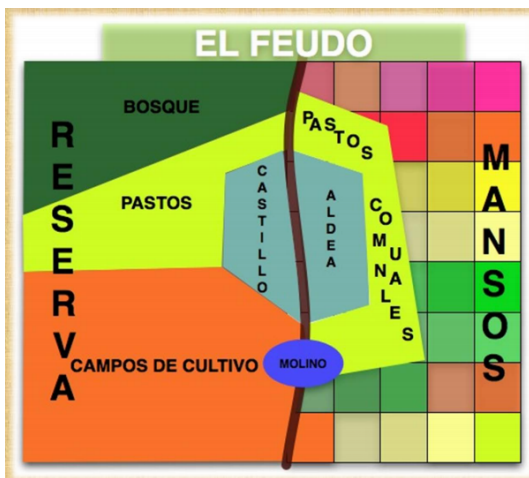 EL FEUDO
BOSQUE
RESERVA
PASTOS
CASTILLO
ALDEA
PASTOS
COMUNALES
MANSOS
CAMPOS DE CULTIVO
MOLINO